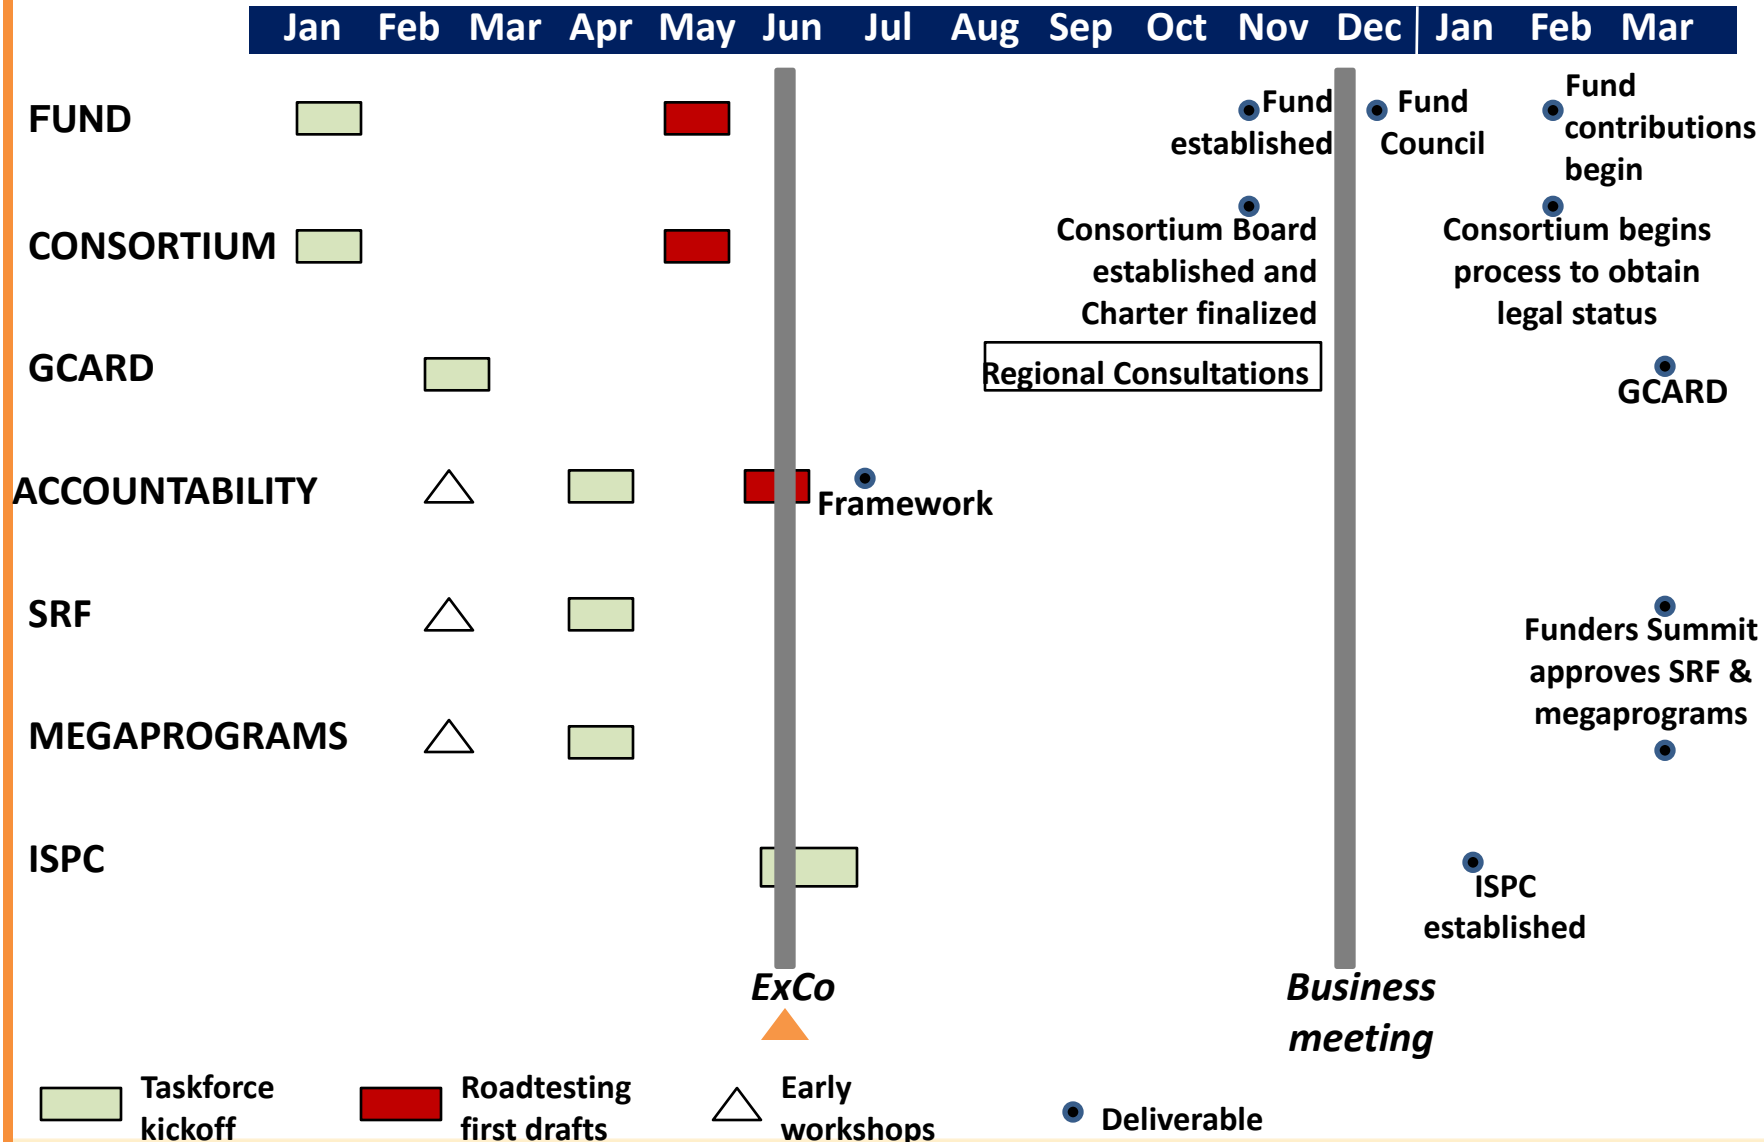 Jan Feb Mar Apr May Jun Jul Aug Sep Oct Nov Dec Jan Feb Mar
FUND
Fund
established
Fund
Council
Fund
contributions
begin
CONSORTIUM
Consortium Board
established and
Charter finalized
Consortium begins
process to obtain
legal status
GCARD
Regional Consultations
GCARD
ACCOUNTABILITY
Framework
SRF
Funders Summit
approves SRF &
megaprograms
MEGAPROGRAMS
ISPC
ISPC
established
ExCo
Business
meeting
Taskforce
kickoff
Roadtesting
first drafts
Early
workshops
Deliverable